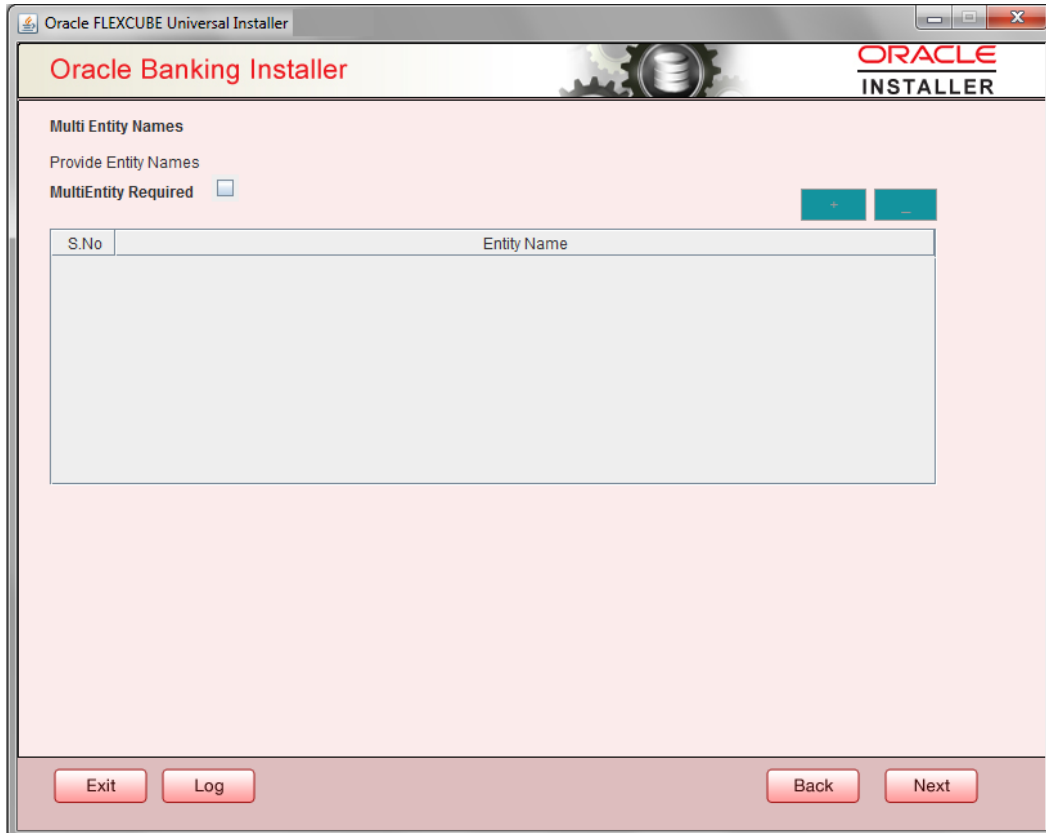 Oracle FLEXCUBE Universal Installer
Oracle Banking Installer
ORACLE
INSTALLER
Multi Entity Names
Provide Entity Names
MultiEntity Required
+ _
S.No Entity Name
Exit Log Back Next